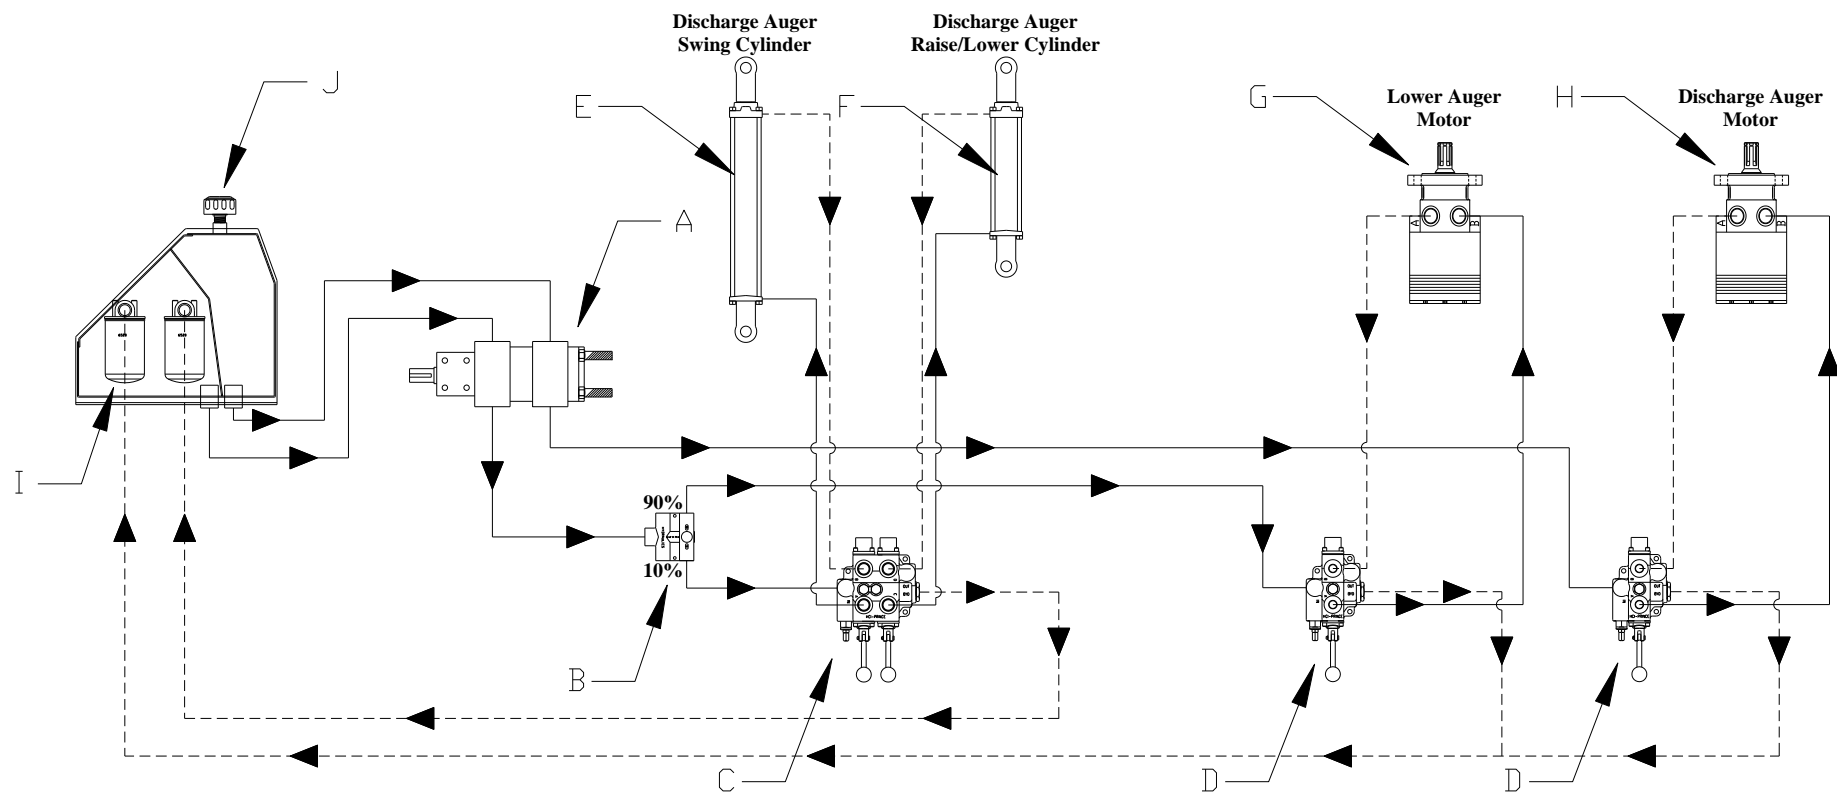 Discharge Auger
Swing Cylinder
Discharge Auger
Raise/Lower Cylinder
J
E
F
G
Lower Auger
Motor
H
Discharge Auger
Motor
A
A
B
A
B
I
90%
10%
B
C
D
D